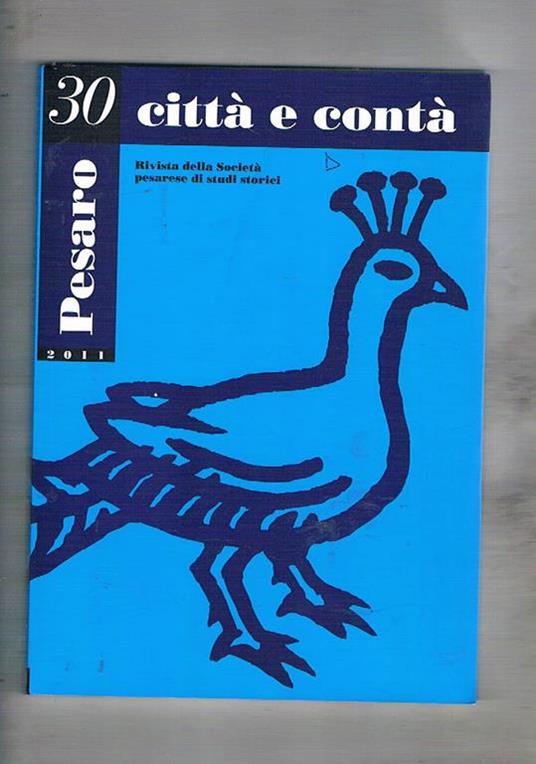 30
città e contà
Pesaro
2011
Rivista della Società
pesarese di studi storici